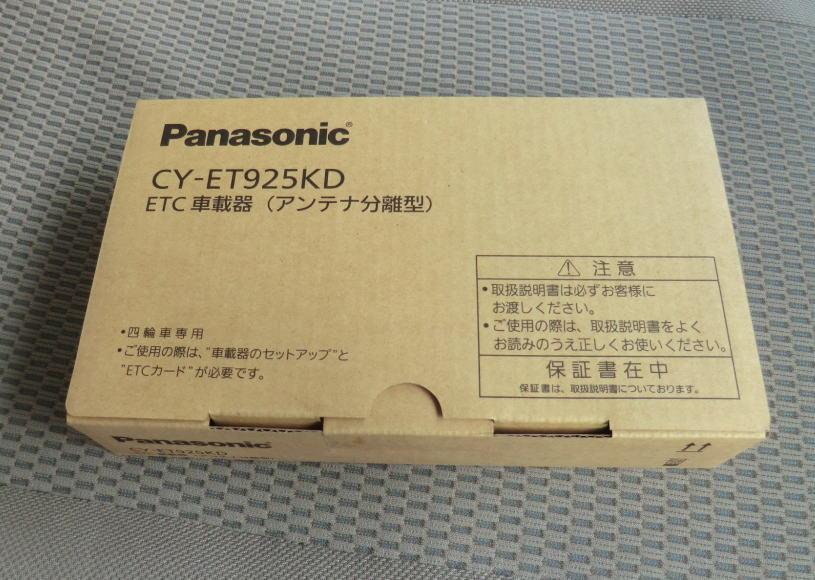 Panasonic®
CY-ET925KD
ETC 車載器（アンテナ分離型）
•四輪車専用
•ご使用の際は、"車載器のセットアップ"と
"ETCカード"が必要です。
⚠ 注意
•取扱説明書は必ずお客様に
お渡しください。
•ご使用の際は、取扱説明書をよく
お読みのうえ正しくお使いください。
保証書在中
保証書は、取扱説明書についております。
Panasonic
CY-ET925KD